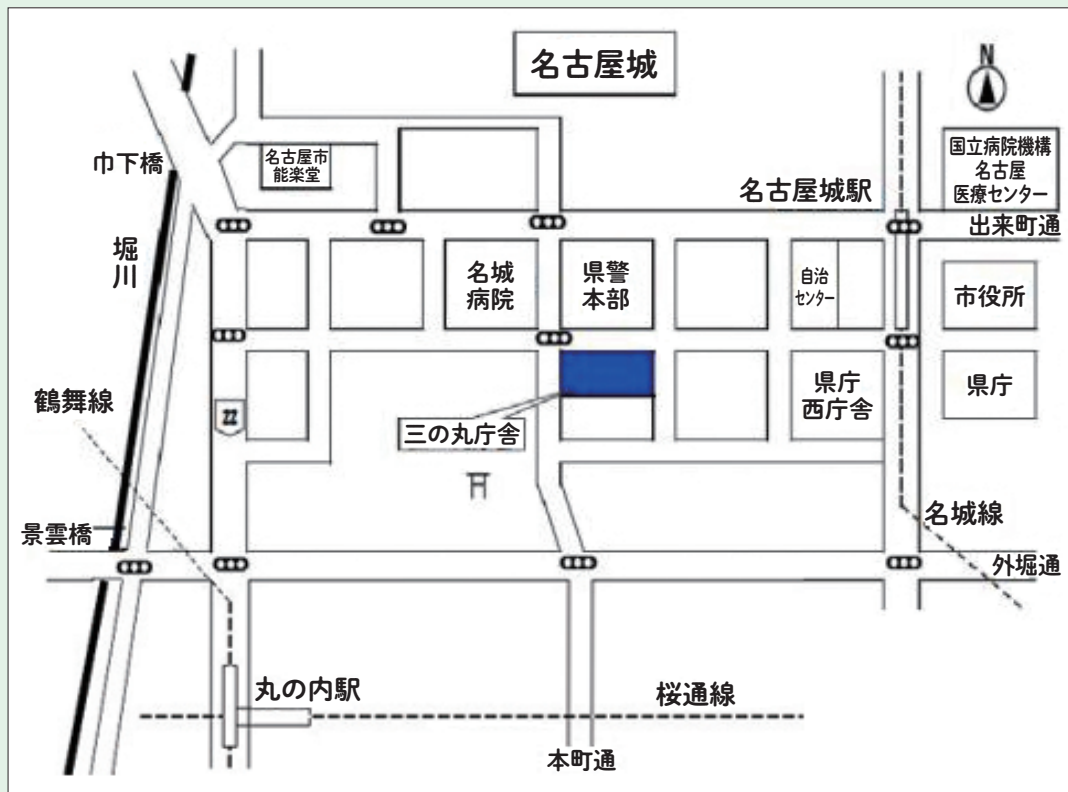 名古屋城
N
名古屋市
能楽堂
国立病院機構
名古屋
医療センター
巾下橋
名古屋城駅
出来町通
堀川
名城
病院
県警
本部
自治
センター
市役所
鶴舞線
22
県庁
西庁舎
県庁
三の丸庁舎
景雲橋
名城線
外堀通
丸の内駅
桜通線
本町通